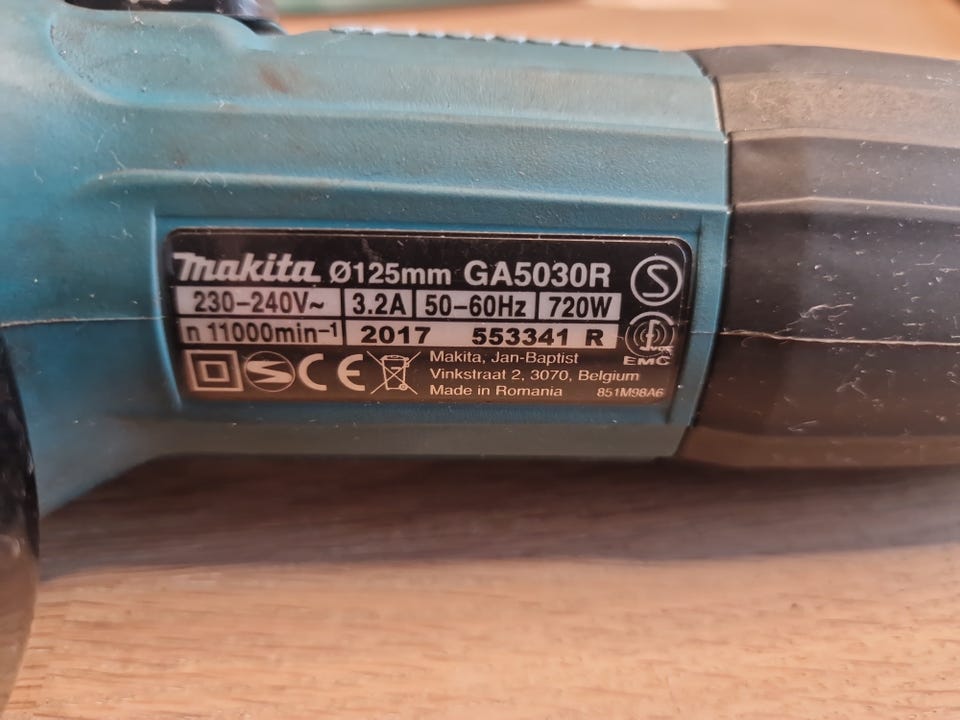 makita Ø125mm GA5030R
230-240V~ 3.2A 50-60Hz 720W
n 11000min⁻¹ 2017 553341 R
EMC
CE
Makita, Jan-Baptist
Vinkstraat 2, 3070, Belgium
Made in Romania 851M98A6